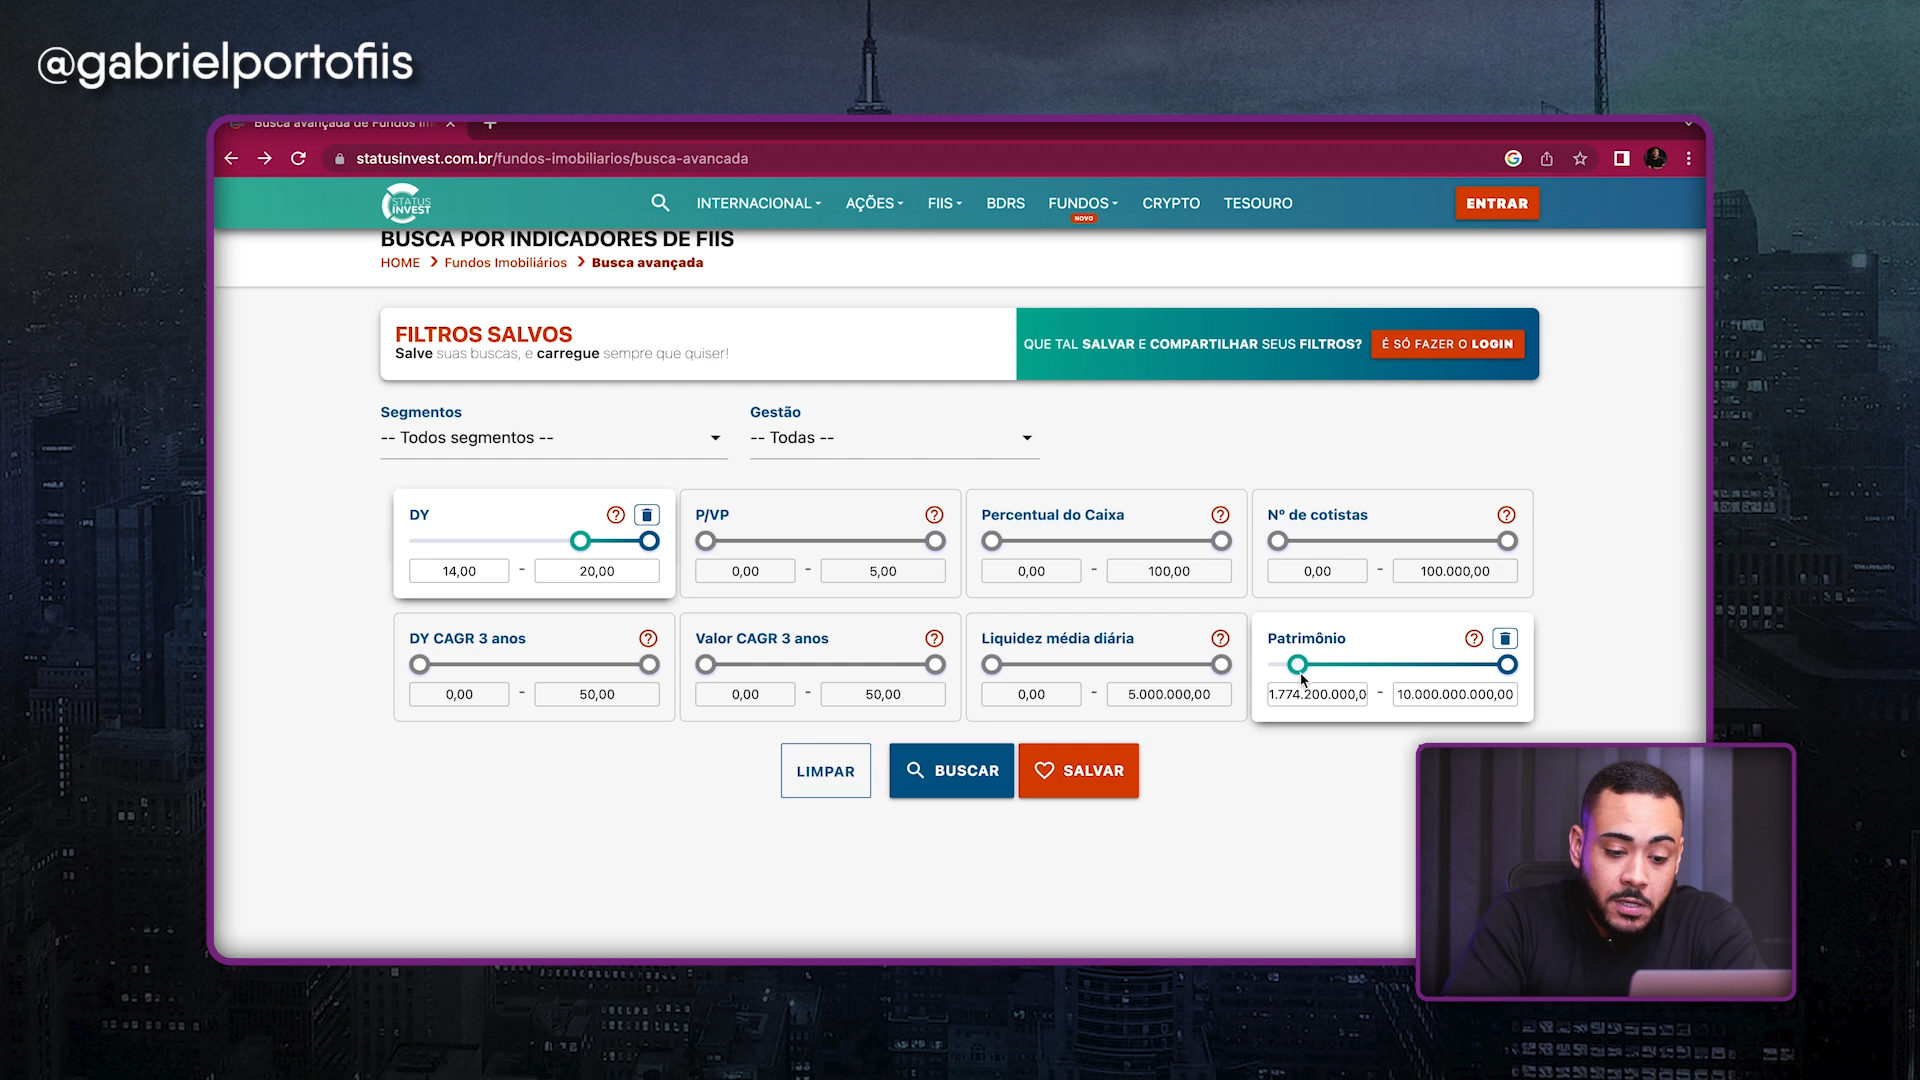 @gabrielportofiis
Busca avançada de Fundos Im
statusinvest.com.br/fundos-imobiliarios/busca-avancada
STATUS
INVEST
INTERNACIONAL
AÇÕES
FIIS
BDRS
FUNDOS
NOVO
CRYPTO
TESOURO
ENTRAR
BUSCA POR INDICADORES DE FIIS
HOME > Fundos Imobiliários > Busca avançada
FILTROS SALVOS
Salve suas buscas, e carregue sempre que quiser!
QUE TAL SALVAR E COMPARTILHAR SEUS FILTROS?
É SÓ FAZER O LOGIN
Segmentos
-- Todos segmentos --
Gestão
-- Todas --
DY
14,00 - 20,00
P/VP
0,00 - 5,00
Percentual do Caixa
0,00 - 100,00
Nº de cotistas
0,00 - 100.000,00
DY CAGR 3 anos
0,00 - 50,00
Valor CAGR 3 anos
0,00 - 50,00
Liquidez média diária
0,00 - 5.000.000,00
Patrimônio
1.774.200.000,0 - 10.000.000.000,00
LIMPAR
BUSCAR
SALVAR